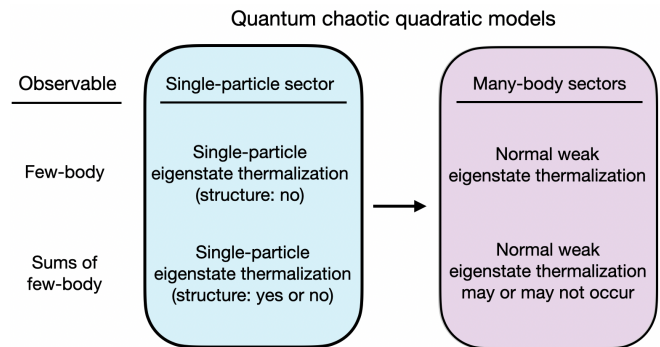 Quantum chaotic quadratic models
Observable
Single-particle sector
Many-body sectors
Few-body
Single-particle
eigenstate thermalization
(structure: no)
Normal weak
eigenstate thermalization
Sums of
few-body
Single-particle
eigenstate thermalization
(structure: yes or no)
Normal weak
eigenstate thermalization
may or may not occur